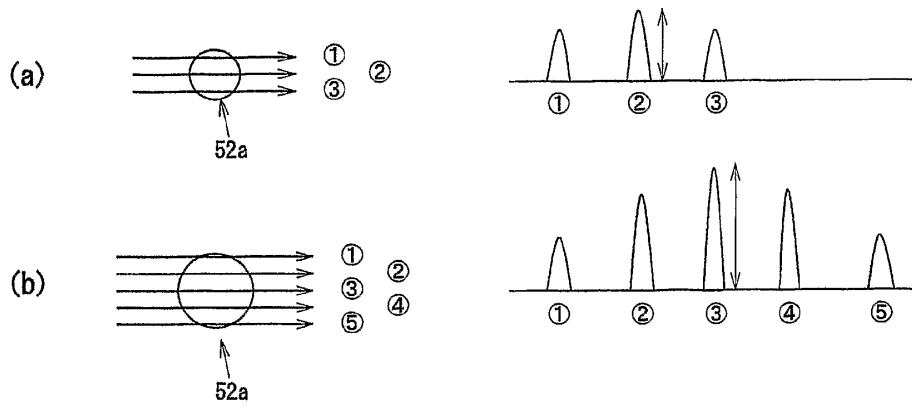 (a)
①
②
③
52a
① ② ③
(b)
①
②
③
④
⑤
52a
① ② ③ ④ ⑤